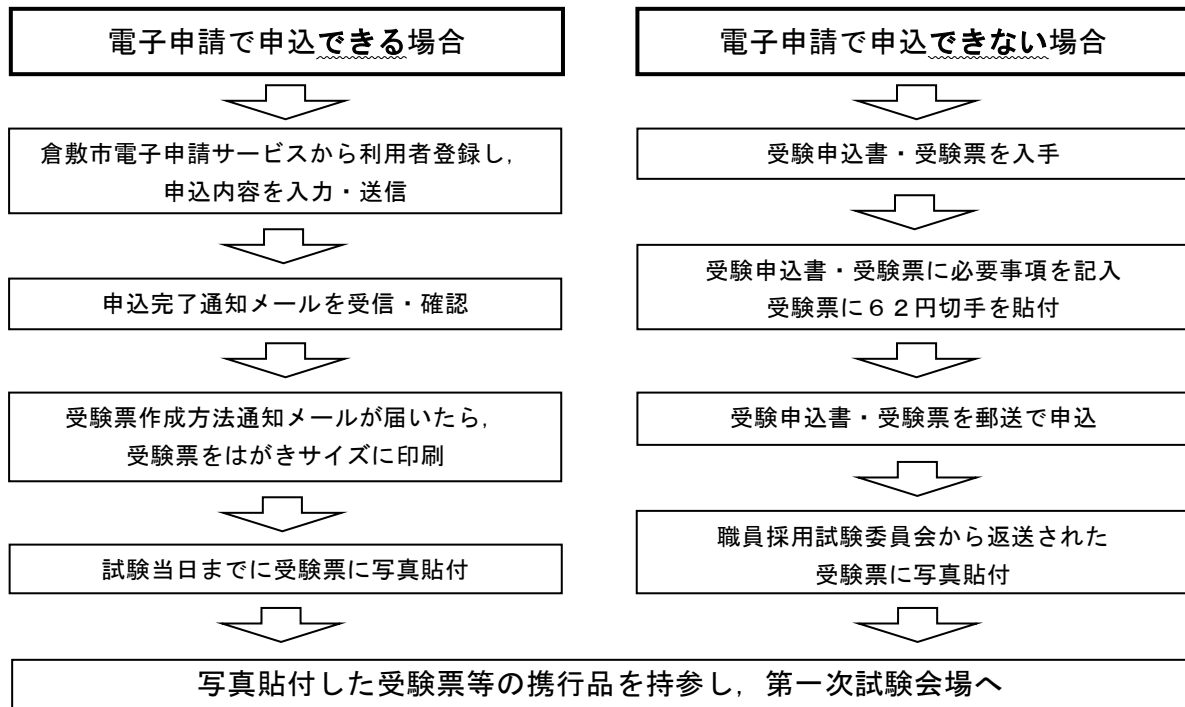 電子申請で申込できる場合
倉敷市電子申請サービスから利用者登録し,
申込内容を入力・送信
申込完了通知メールを受信・確認
受験票作成方法通知メールが届いたら,
受験票をはがきサイズに印刷
試験当日までに受験票に写真貼付
電子申請で申込できない場合
受験申込書・受験票を入手
受験申込書・受験票に必要事項を記入
受験票に62円切手を貼付
受験申込書・受験票を郵送で申込
職員採用試験委員会から返送された
受験票に写真貼付
写真貼付した受験票等の携行品を持参し,第一次試験会場へ